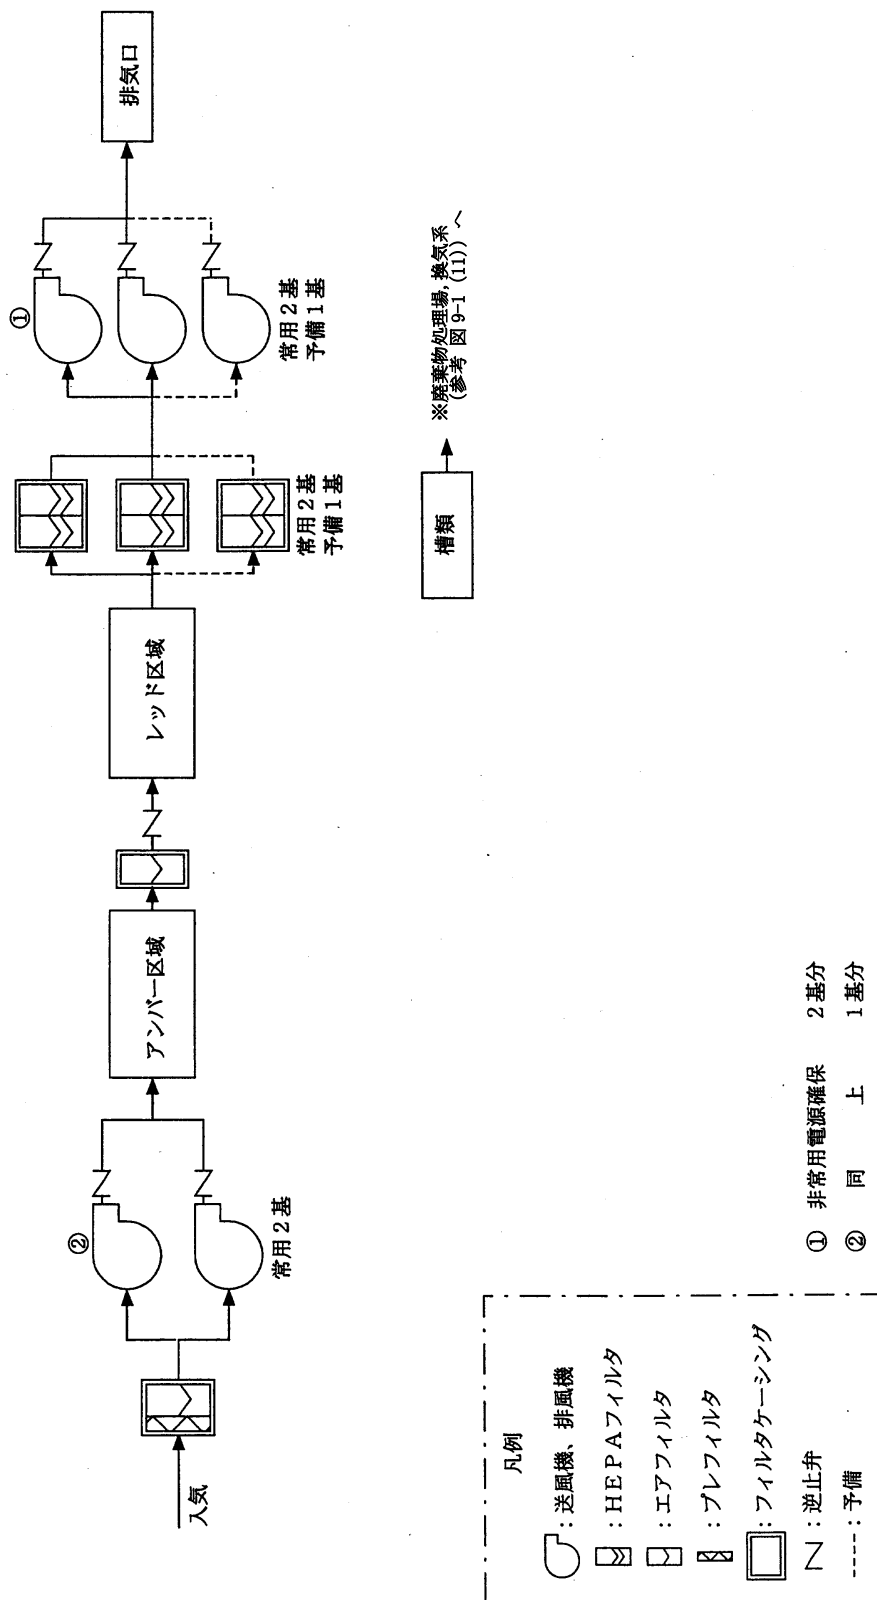 入気
②
常用2基
アンバー区域
レッド区域
常用2基
予備1基
①
常用2基
予備1基
排気口
槽類
※廃棄物処理場,換気系
(参考 図9-1 (11)) へ
凡例
:送風機、排風機
:HEPAフィルタ
:エアフィルタ
:プレフィルタ
:フィルタケーシング
:逆止弁
:予備
① 非常用電源確保 2基分
② 同 上 1基分